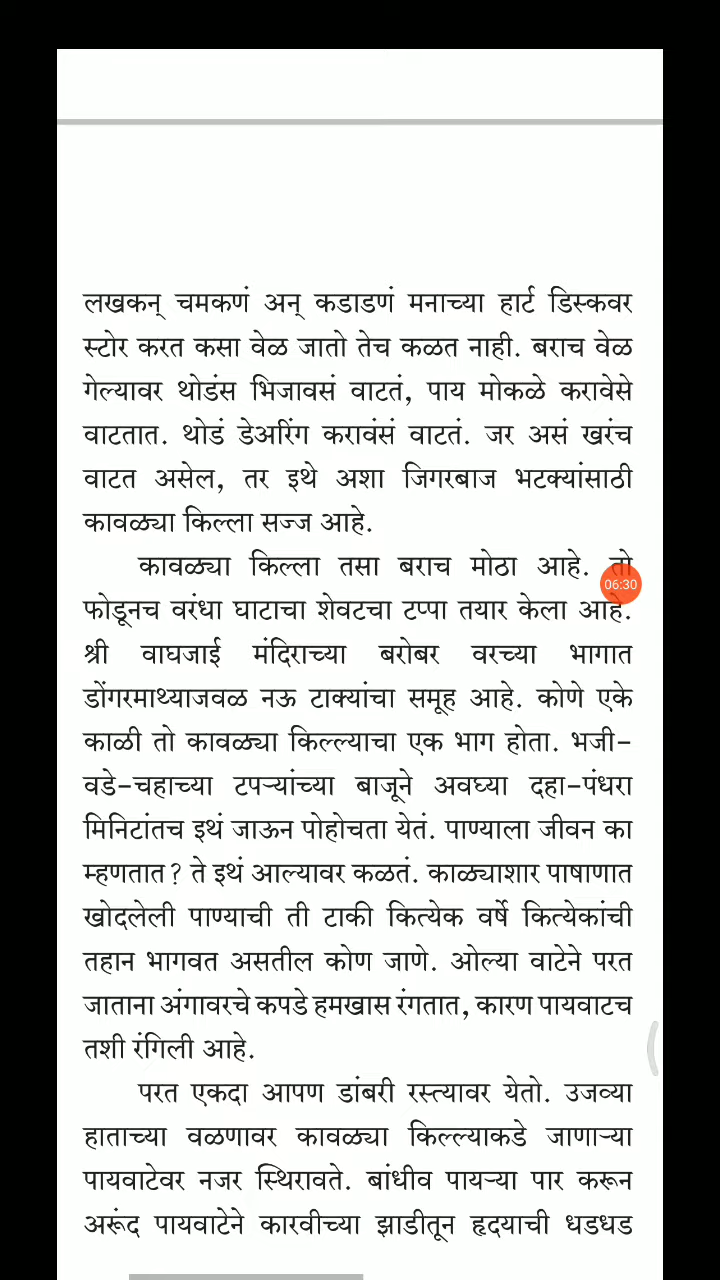 लखकन् चमकणं अन् कडाडणं मनाच्या हार्ट डिस्कवर
स्टोर करत कसा वेळ जातो तेच कळत नाही. बराच वेळ
गेल्यावर थोडंस भिजावसं वाटतं, पाय मोकळे करावेसे
वाटतात. थोडं डेअरिंग करावंसं वाटतं. जर असं खरंच
वाटत असेल, तर इथे अशा जिगरबाज भटक्यांसाठी
कावळ्या किल्ला सज्ज आहे.
कावळ्या किल्ला तसा बराच मोठा आहे. तो
06:30
फोडूनच वरंधा घाटाचा शेवटचा टप्पा तयार केला आहे.
श्री वाघजाई मंदिराच्या बरोबर वरच्या भागात
डोंगरमाथ्याजवळ नऊ टाक्यांचा समूह आहे. कोणे एके
काळी तो कावळ्या किल्ल्याचा एक भाग होता. भजी-
वडे-चहाच्या टपऱ्यांच्या बाजूने अवघ्या दहा-पंधरा
मिनिटांतच इथं जाऊन पोहोचता येतं. पाण्याला जीवन का
म्हणतात? ते इथं आल्यावर कळतं. काळ्याशार पाषाणात
खोदलेली पाण्याची ती टाकी कित्येक वर्षे कित्येकांची
तहान भागवत असतील कोण जाणे. ओल्या वाटेने परत
जाताना अंगावरचे कपडे हमखास रंगतात, कारण पायवाटच
तशी रंगिली आहे.
परत एकदा आपण डांबरी रस्त्यावर येतो. उजव्या
हाताच्या वळणावर कावळ्या किल्ल्याकडे जाणाऱ्या
पायवाटेवर नजर स्थिरावते. बांधीव पायऱ्या पार करून
अरूंद पायवाटेने कारवीच्या झाडीतून हृदयाची धडधड